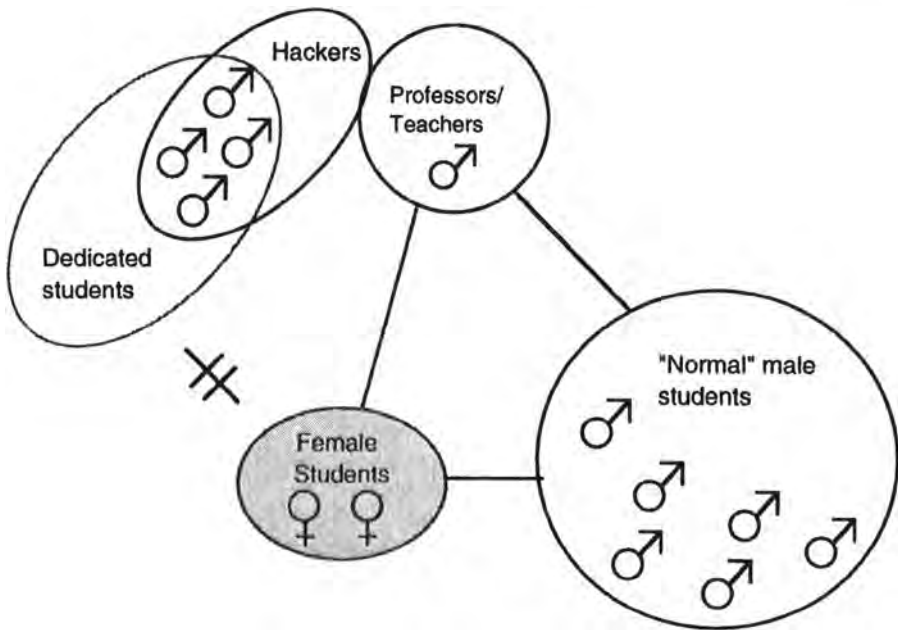 Hackers
Professors/
Teachers
Dedicated
students
"Normal" male
students
Female
Students